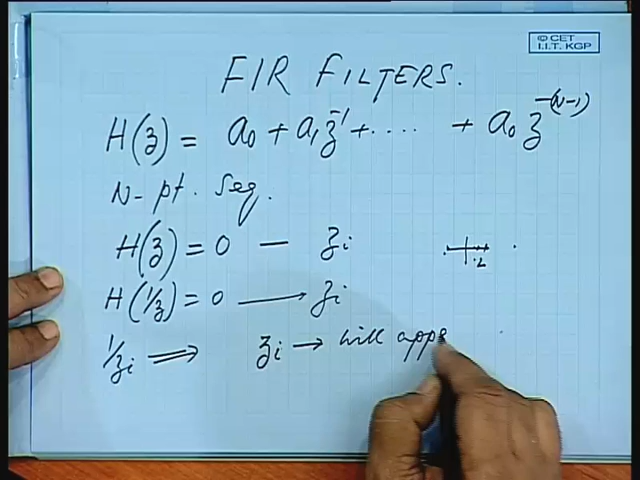 © CET
I.I.T. KGP
FIR FILTERS.
H(z) = a₀ + a₁z⁻¹ + .... + a₀ z^-(N-1)
N- pt. Seq.
H(z) = 0 — zᵢ
H(1/z) = 0 ⟶ zᵢ
1/zᵢ ⟹ zᵢ → will appe